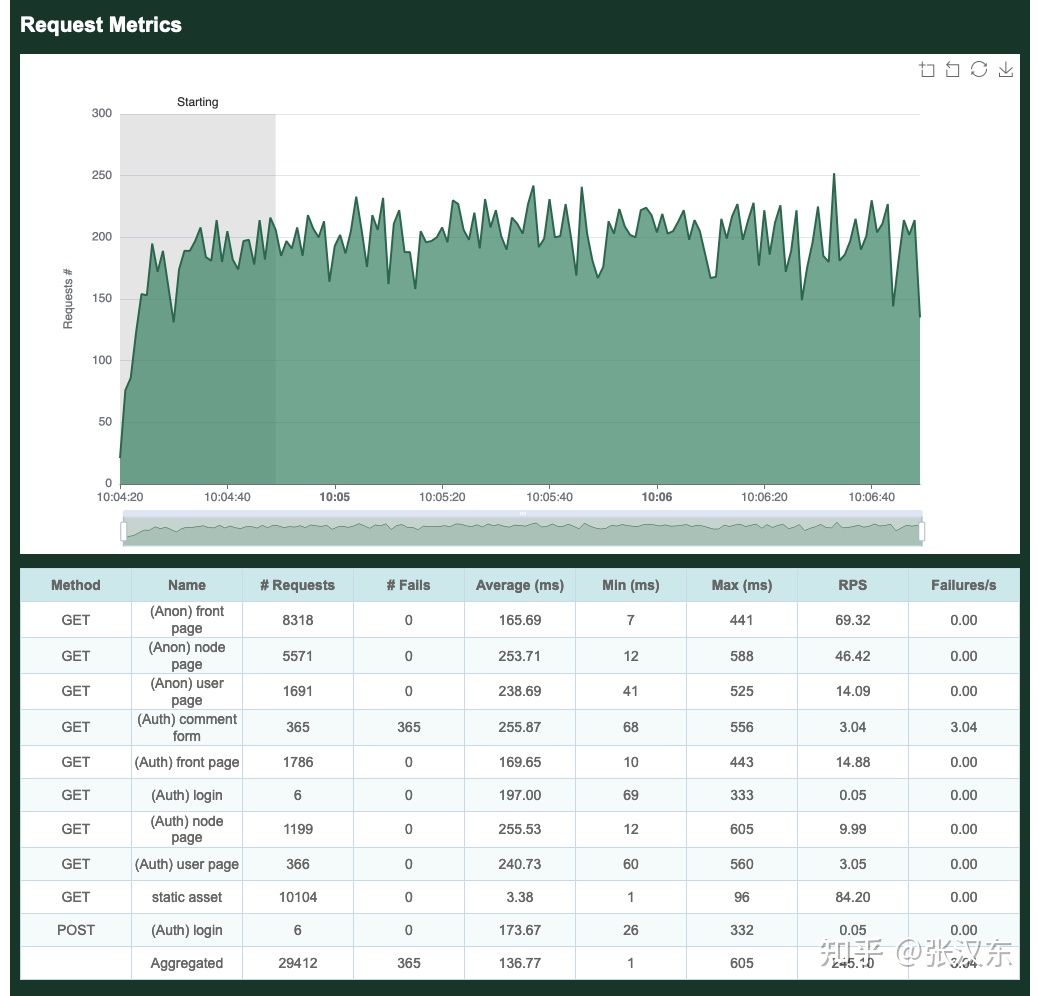 Request Metrics
Starting
300
250
200
150
100
50
0
Requests #
10:04:20 10:04:40 10:05 10:05:20 10:05:40 10:06 10:06:20 10:06:40
Method Name # Requests # Fails Average (ms) Min (ms) Max (ms) RPS Failures/s
GET (Anon) front page 8318 0 165.69 7 441 69.32 0.00
GET (Anon) node page 5571 0 253.71 12 588 46.42 0.00
GET (Anon) user page 1691 0 238.69 41 525 14.09 0.00
GET (Auth) comment form 365 365 255.87 68 556 3.04 3.04
GET (Auth) front page 1786 0 169.65 10 443 14.88 0.00
GET (Auth) login 6 0 197.00 69 333 0.05 0.00
GET (Auth) node page 1199 0 255.53 12 605 9.99 0.00
GET (Auth) user page 366 0 240.73 60 560 3.05 0.00
GET static asset 10104 0 3.38 1 96 84.20 0.00
POST (Auth) login 6 0 173.67 26 332 0.05 0.00
Aggregated 29412 365 136.77 1 605 245.10 3.04
知乎 @张汉东